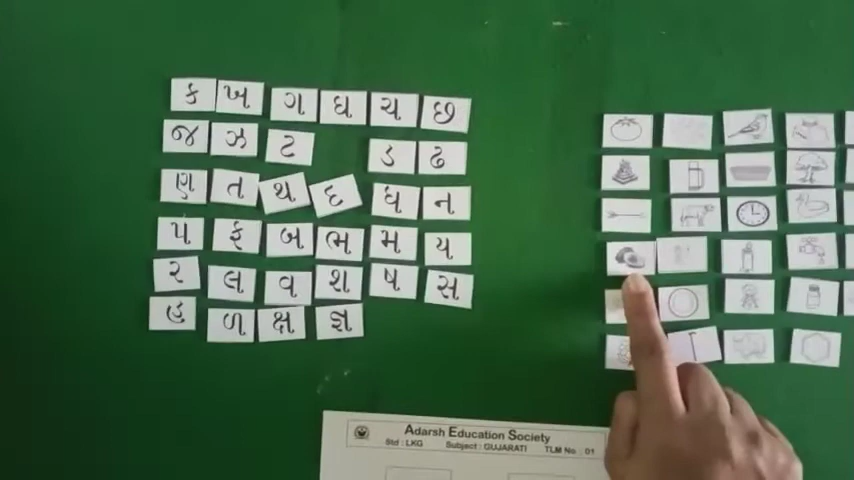 ક ખ ગ ઘ ચ છ
જ ઝ ટ ડ ઢ
ણ ત થ દ ધ ન
પ ફ બ ભ મ ય
ર લ વ શ ષ સ
હ ળ ક્ષ જ્ઞ
Adarsh Education Society
Std : LKG Subject : GUJARATI TLM No : 01